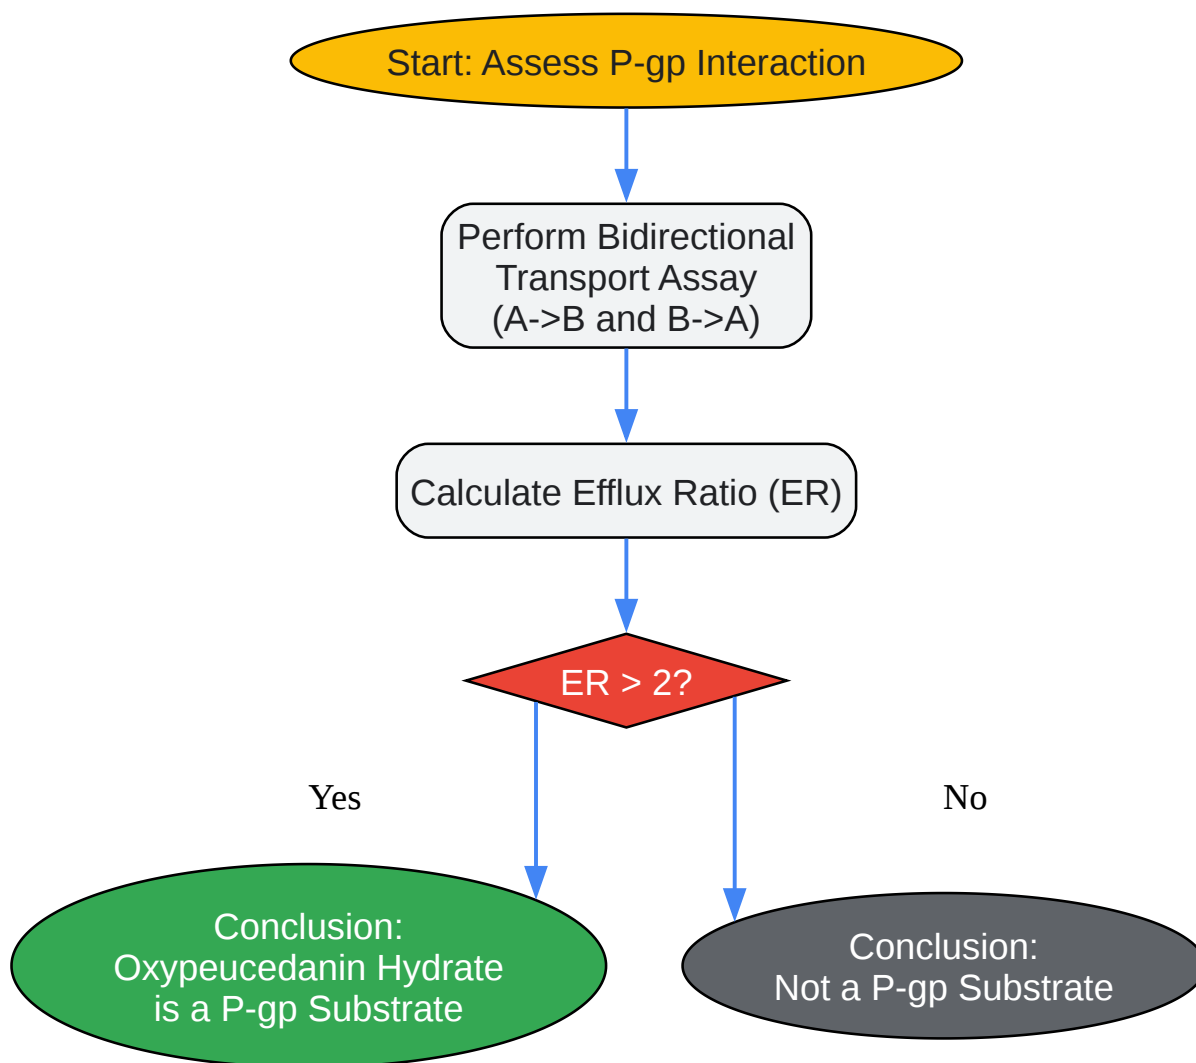 Start: Assess P-gp Interaction
Perform Bidirectional
Transport Assay
(A->B and B->A)
Calculate Efflux Ratio (ER)
ER > 2?
Yes
No
Conclusion:
Oxypeucedanin Hydrate
is a P-gp Substrate
Conclusion:
Not a P-gp Substrate